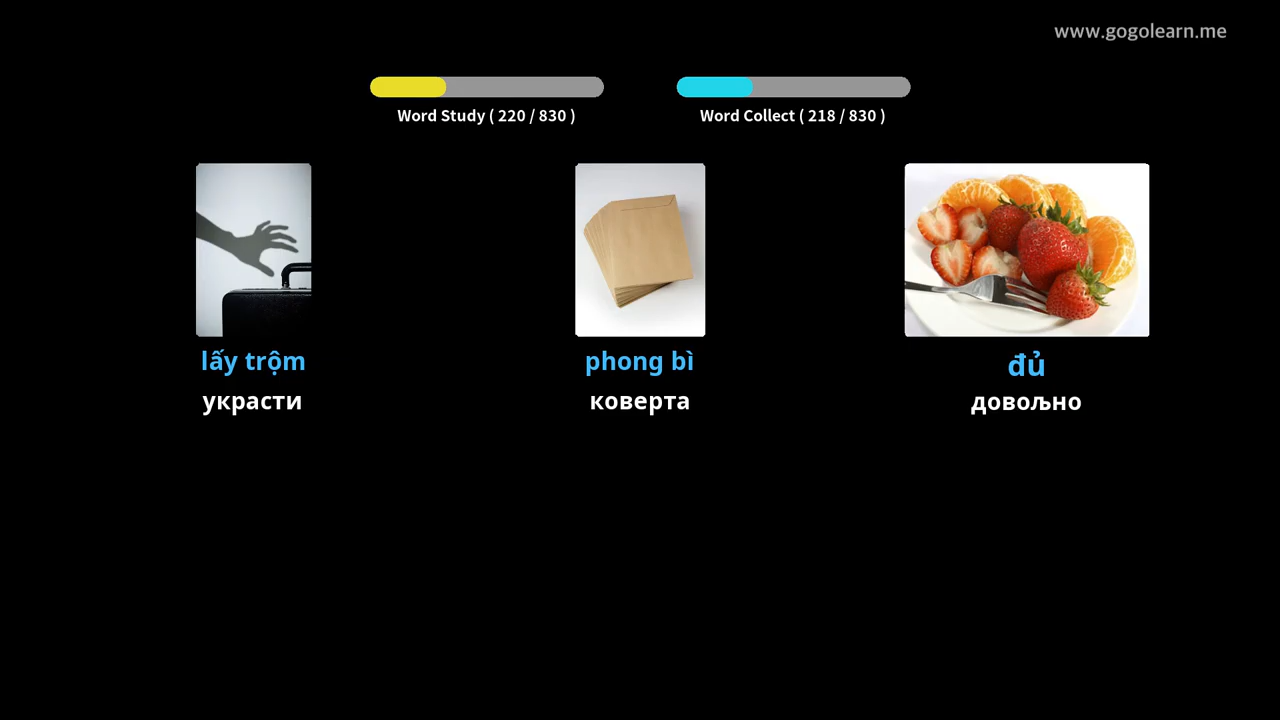 www.gogolearn.me
Word Study ( 220 / 830 )
Word Collect ( 218 / 830 )
lấy trộm
phong bì
đủ
украсти
коверта
довољно